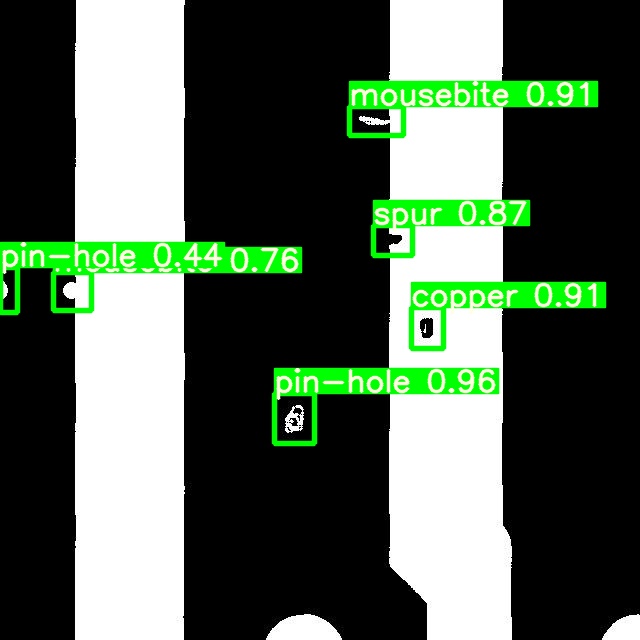 mousebite 0.91
spur 0.87
pin-hole 0.44
0.76
copper 0.91
pin-hole 0.96